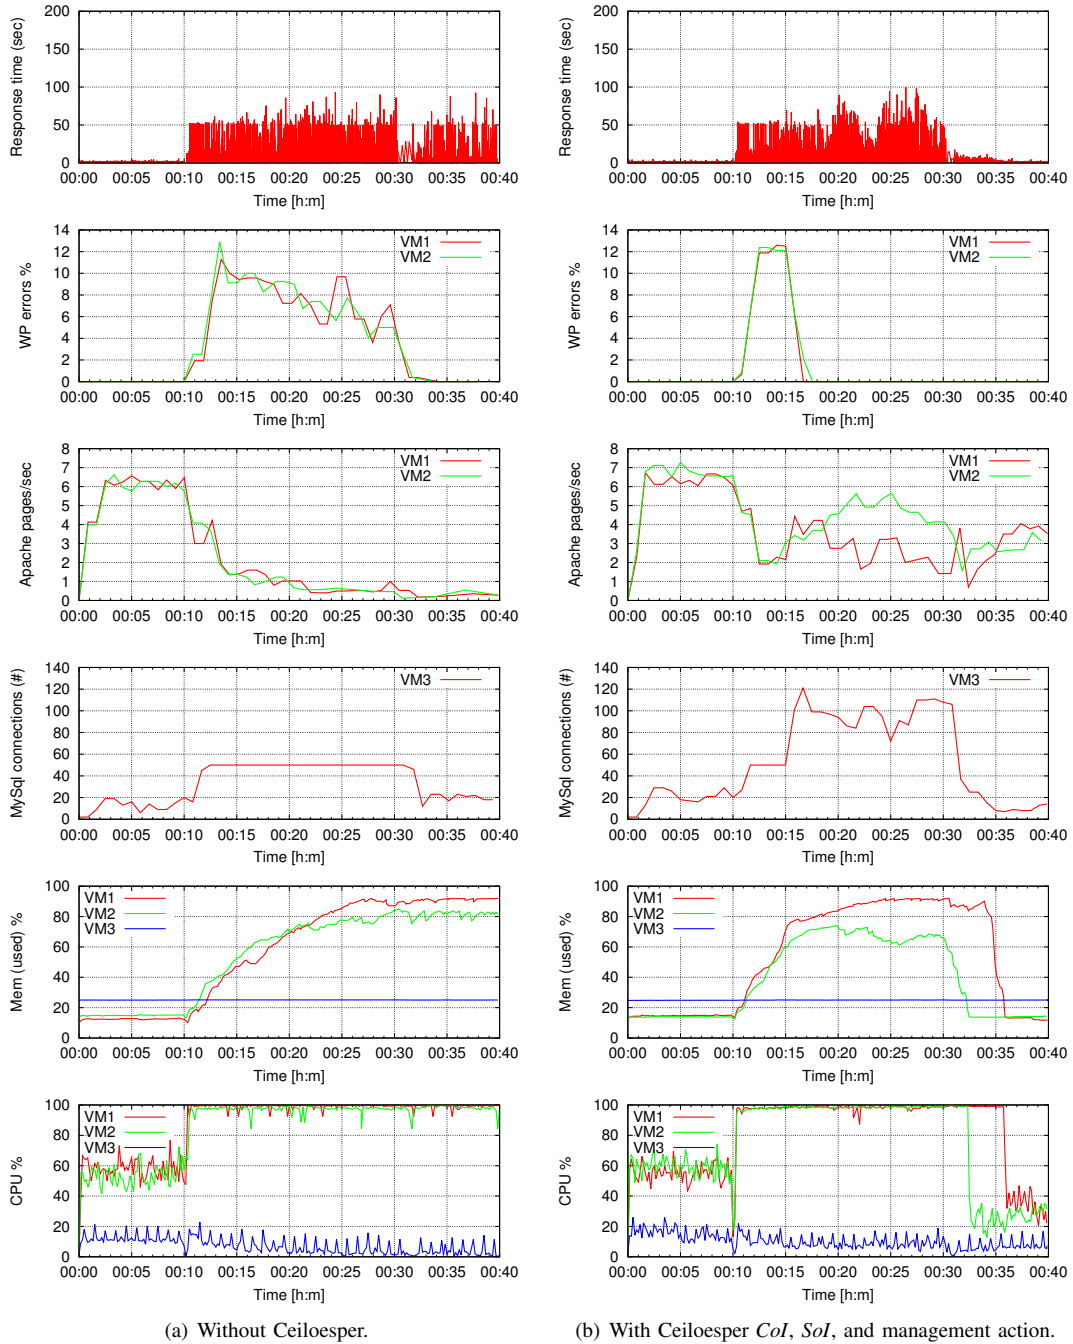 200
150
100
50
0
Response time (sec)
00:00 00:05 00:10 00:15 00:20 00:25 00:30 00:35 00:40
Time [h:m]
14
12
10
8
6
4
2
0
WP errors %
VM1
VM2
00:00 00:05 00:10 00:15 00:20 00:25 00:30 00:35 00:40
Time [h:m]
8
7
6
5
4
3
2
1
0
Apache pages/sec
VM1
VM2
00:00 00:05 00:10 00:15 00:20 00:25 00:30 00:35 00:40
Time [h:m]
140
120
100
80
60
40
20
0
MySql connections (#)
VM3
00:00 00:05 00:10 00:15 00:20 00:25 00:30 00:35 00:40
Time [h:m]
100
80
60
40
20
0
Mem (used) %
VM1
VM2
VM3
00:00 00:05 00:10 00:15 00:20 00:25 00:30 00:35 00:40
Time [h:m]
100
80
60
40
20
0
CPU %
VM1
VM2
VM3
00:00 00:05 00:10 00:15 00:20 00:25 00:30 00:35 00:40
Time [h:m]
(a) Without Ceiloesper.
200
150
100
50
0
Response time (sec)
00:00 00:05 00:10 00:15 00:20 00:25 00:30 00:35 00:40
Time [h:m]
14
12
10
8
6
4
2
0
WP errors %
VM1
VM2
00:00 00:05 00:10 00:15 00:20 00:25 00:30 00:35 00:40
Time [h:m]
8
7
6
5
4
3
2
1
0
Apache pages/sec
VM1
VM2
00:00 00:05 00:10 00:15 00:20 00:25 00:30 00:35 00:40
Time [h:m]
140
120
100
80
60
40
20
0
MySql connections (#)
VM3
00:00 00:05 00:10 00:15 00:20 00:25 00:30 00:35 00:40
Time [h:m]
100
80
60
40
20
0
Mem (used) %
VM1
VM2
VM3
00:00 00:05 00:10 00:15 00:20 00:25 00:30 00:35 00:40
Time [h:m]
100
80
60
40
20
0
CPU %
VM1
VM2
VM3
00:00 00:05 00:10 00:15 00:20 00:25 00:30 00:35 00:40
Time [h:m]
(b) With Ceiloesper CoI, SoI, and management action.